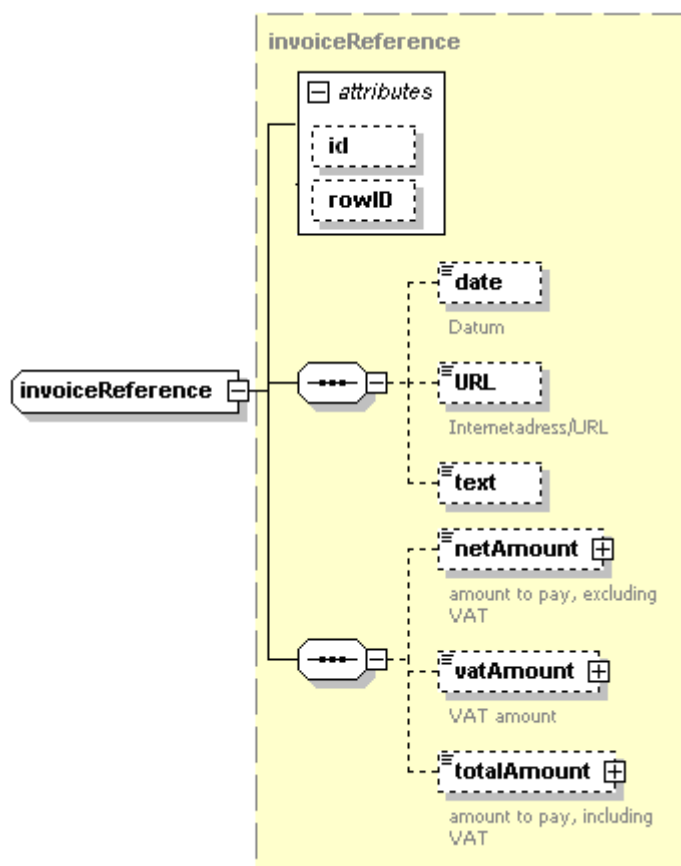 invoiceReference
attributes
id
rowID
date
Datum
invoiceReference
URL
Internetadress/URL
text
netAmount
amount to pay, excluding
VAT
vatAmount
VAT amount
totalAmount
amount to pay, including
VAT